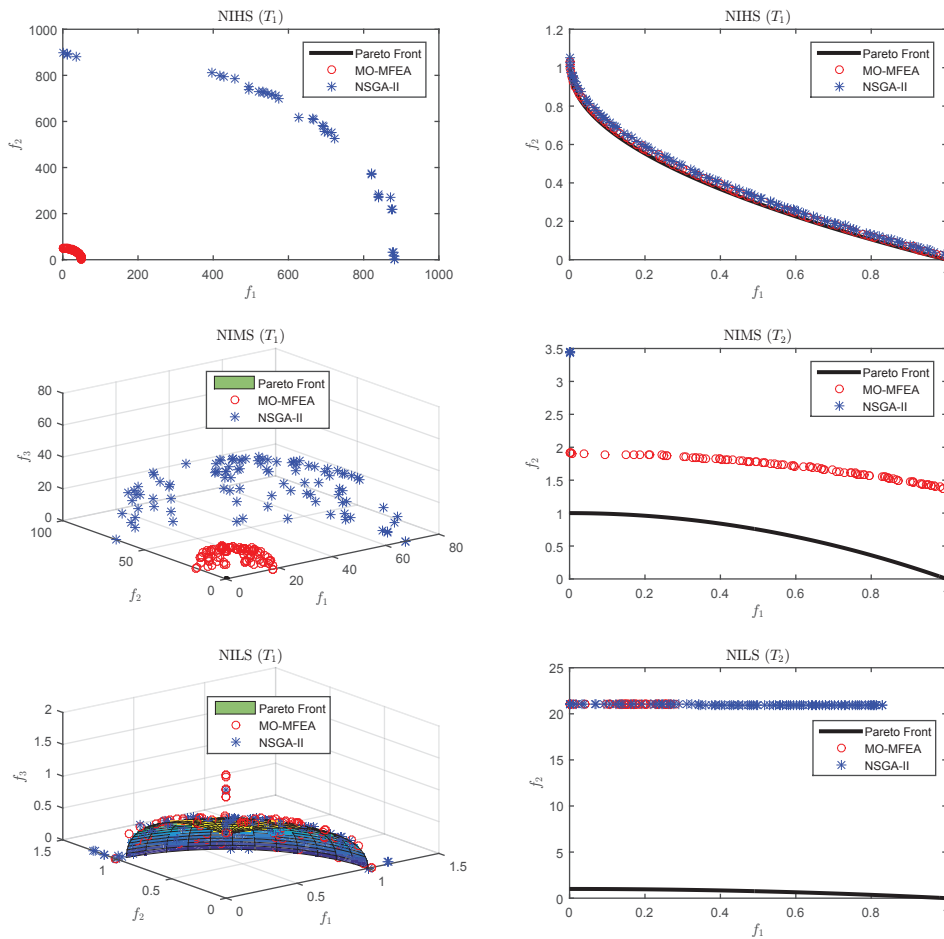 NIHS (T₁)
1000
800
600
400
200
0
f₂
0 200 400 600 800 1000
f₁
Pareto Front
MO-MFEA
NSGA-II
NIHS (T₁)
1.2
1
0.8
0.6
0.4
0.2
0
f₂
0 0.2 0.4 0.6 0.8
f₁
Pareto Front
MO-MFEA
NSGA-II
NIMS (T₁)
80
60
40
20
0
f₃
100
50
0
f₂
0 20 40 60 80
f₁
Pareto Front
MO-MFEA
NSGA-II
NIMS (T₂)
3.5
3
2.5
2
1.5
1
0.5
0
f₂
0 0.2 0.4 0.6 0.8
f₁
Pareto Front
MO-MFEA
NSGA-II
NILS (T₁)
2
1.5
1
0.5
0
f₃
1.5
1
0.5
0
f₂
0 0.5 1 1.5
f₁
Pareto Front
MO-MFEA
NSGA-II
NILS (T₂)
25
20
15
10
5
0
f₂
0 0.2 0.4 0.6 0.8
f₁
Pareto Front
MO-MFEA
NSGA-II